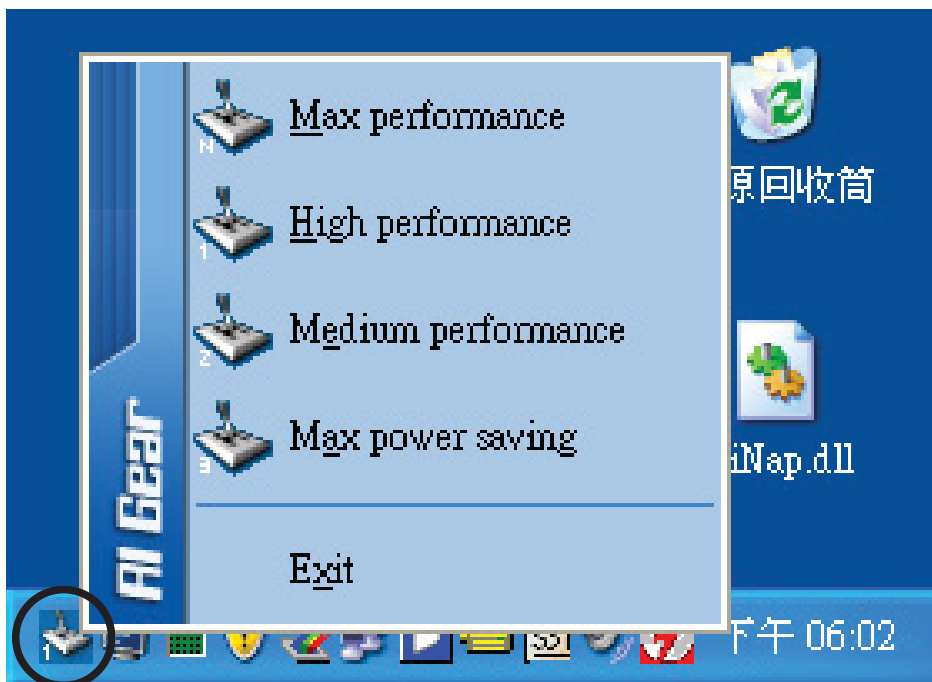 Max performance
原回收筒
High performance
Medium performance
Max power saving
iNap.dll
AI Gear
Exit
下午 06:02